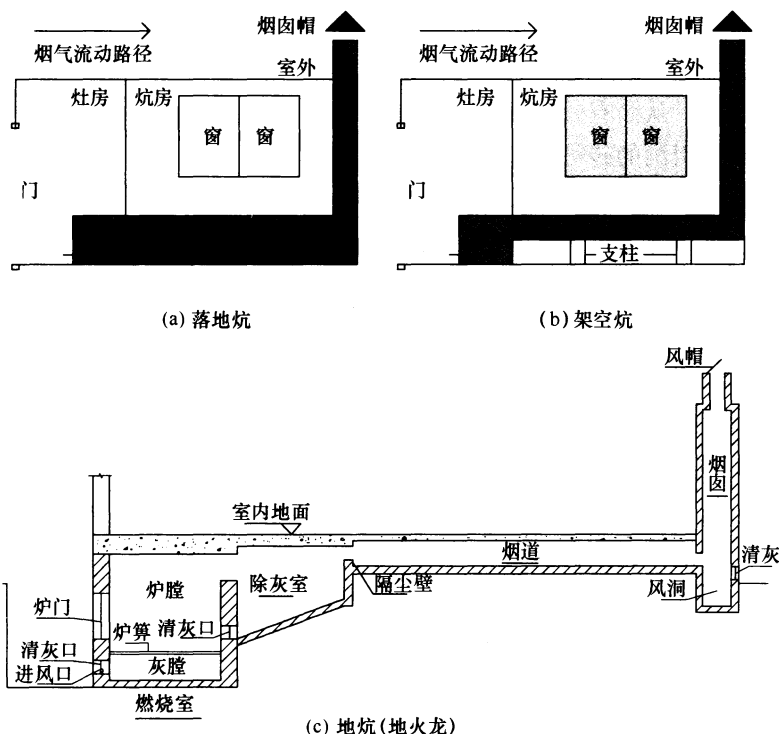 烟囱帽
烟气流动路径
室外
灶房
炕房
窗
窗
门
(a) 落地炕
烟囱帽
烟气流动路径
室外
灶房
炕房
窗
窗
门
支柱
(b) 架空炕
风帽
烟囱
室内地面
烟道
清灰
炉膛
除灰室
隔尘壁
风洞
炉门
炉箅
清灰口
清灰口
进风口
灰膛
燃烧室
(c) 地炕(地火龙)